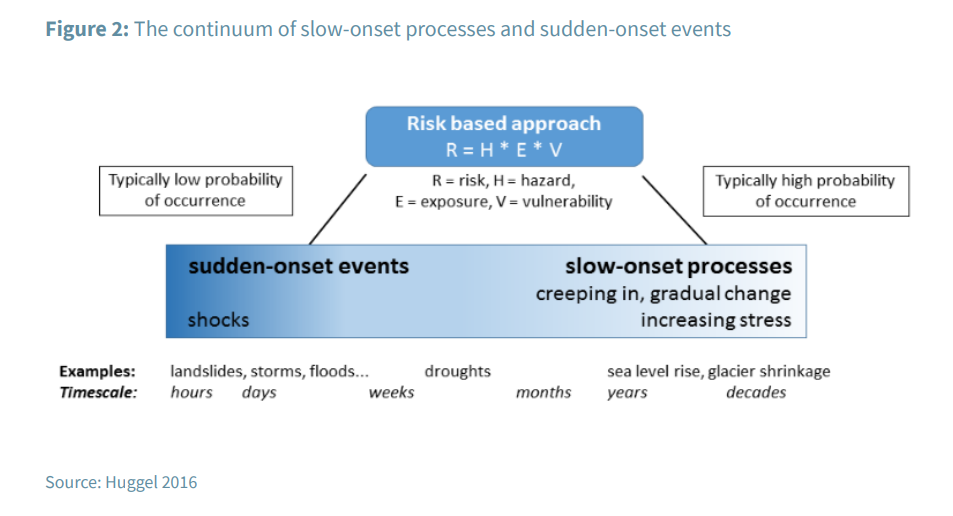 Figure 2: The continuum of slow-onset processes and sudden-onset events
Risk based approach
R = H * E * V
Typically low probability
of occurrence
R = risk, H = hazard,
E = exposure, V = vulnerability
Typically high probability
of occurrence
sudden-onset events
shocks
slow-onset processes
creeping in, gradual change
increasing stress
Examples: landslides, storms, floods... droughts sea level rise, glacier shrinkage
Timescale: hours days weeks months years decades
Source: Huggel 2016